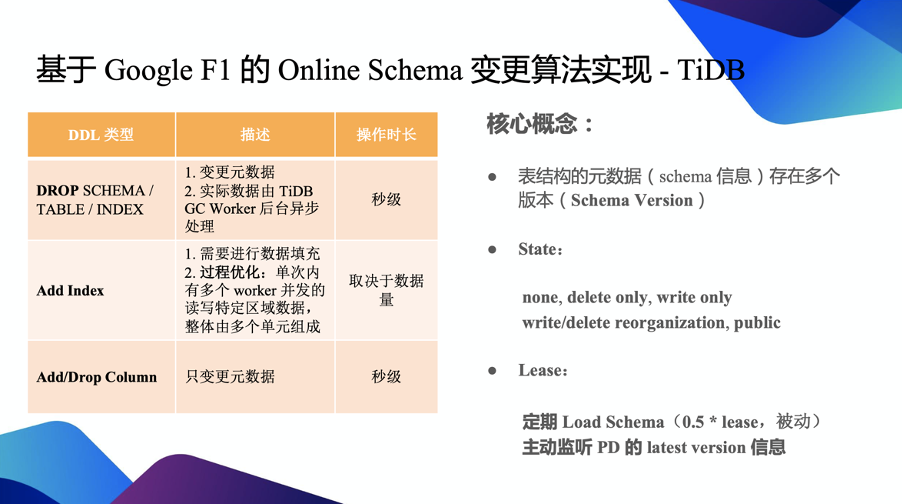 基于 Google F1 的 Online Schema 变更算法实现 - TiDB
DDL 类型
描述
操作时长
DROP SCHEMA /
TABLE / INDEX
1. 变更元数据
2. 实际数据由 TiDB
GC Worker 后台异步
处理
秒级
Add Index
1. 需要进行数据填充
2. 过程优化：单次内
有多个 worker 并发的
读写特定区域数据，
整体由多个单元组成
取决于数据
量
Add/Drop Column
只变更元数据
秒级
核心概念：
● 表结构的元数据（schema 信息）存在多个
版本（Schema Version）
● State：
none, delete only, write only
write/delete reorganization, public
● Lease：
定期 Load Schema（0.5 * lease，被动）
主动监听 PD 的 latest version 信息